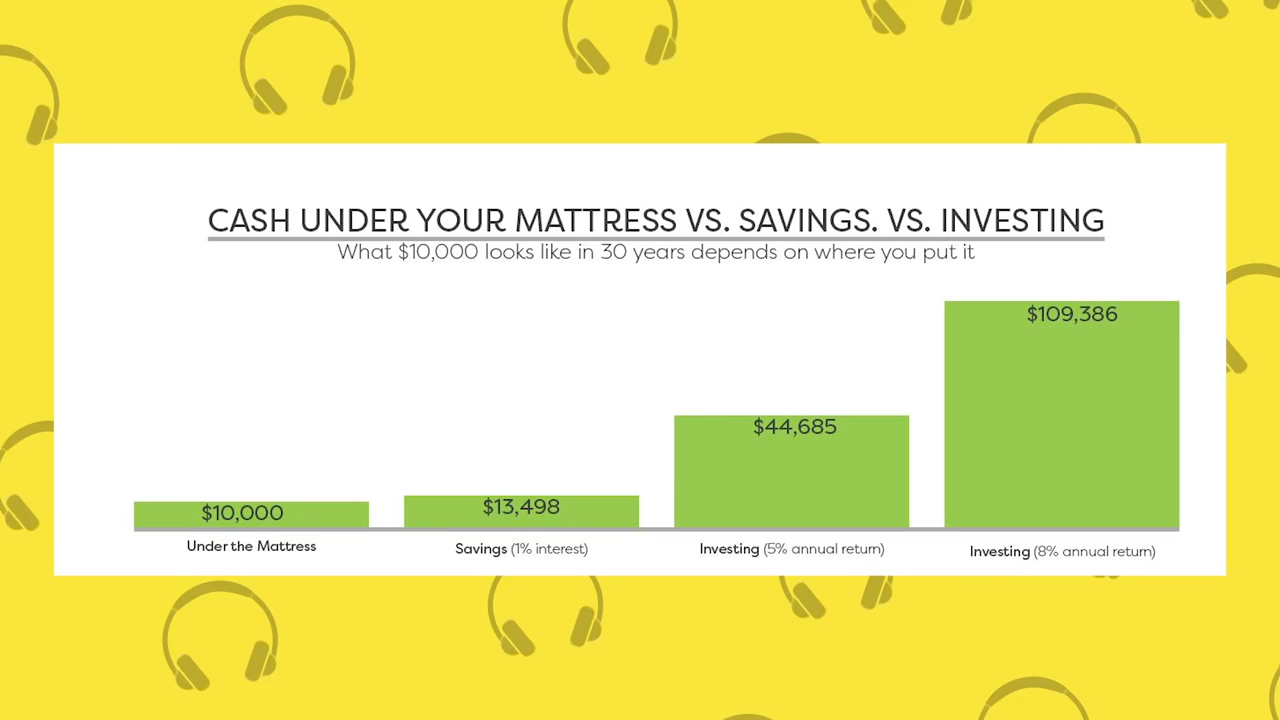 CASH UNDER YOUR MATTRESS VS. SAVINGS. VS. INVESTING
What $10,000 looks like in 30 years depends on where you put it
$10,000
$13,498
$44,685
$109,386
Under the Mattress
Savings (1% interest)
Investing (5% annual return)
Investing (8% annual return)